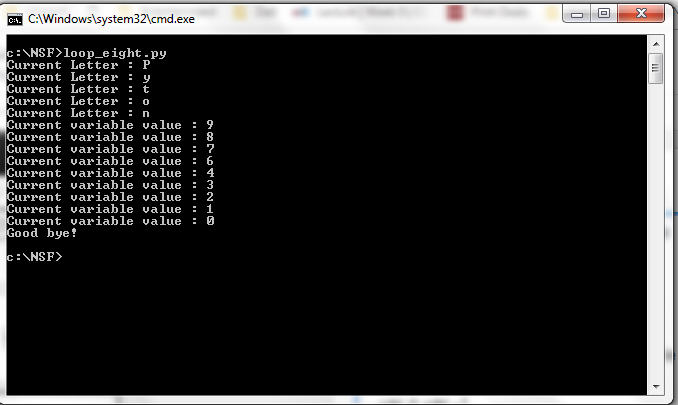 C:\Windows\system32\cmd.exe
c:\NSF>loop_eight.py
Current Letter : P
Current Letter : y
Current Letter : t
Current Letter : o
Current Letter : n
Current variable value : 9
Current variable value : 8
Current variable value : 7
Current variable value : 6
Current variable value : 4
Current variable value : 3
Current variable value : 2
Current variable value : 1
Current variable value : 0
Good bye!
c:\NSF>